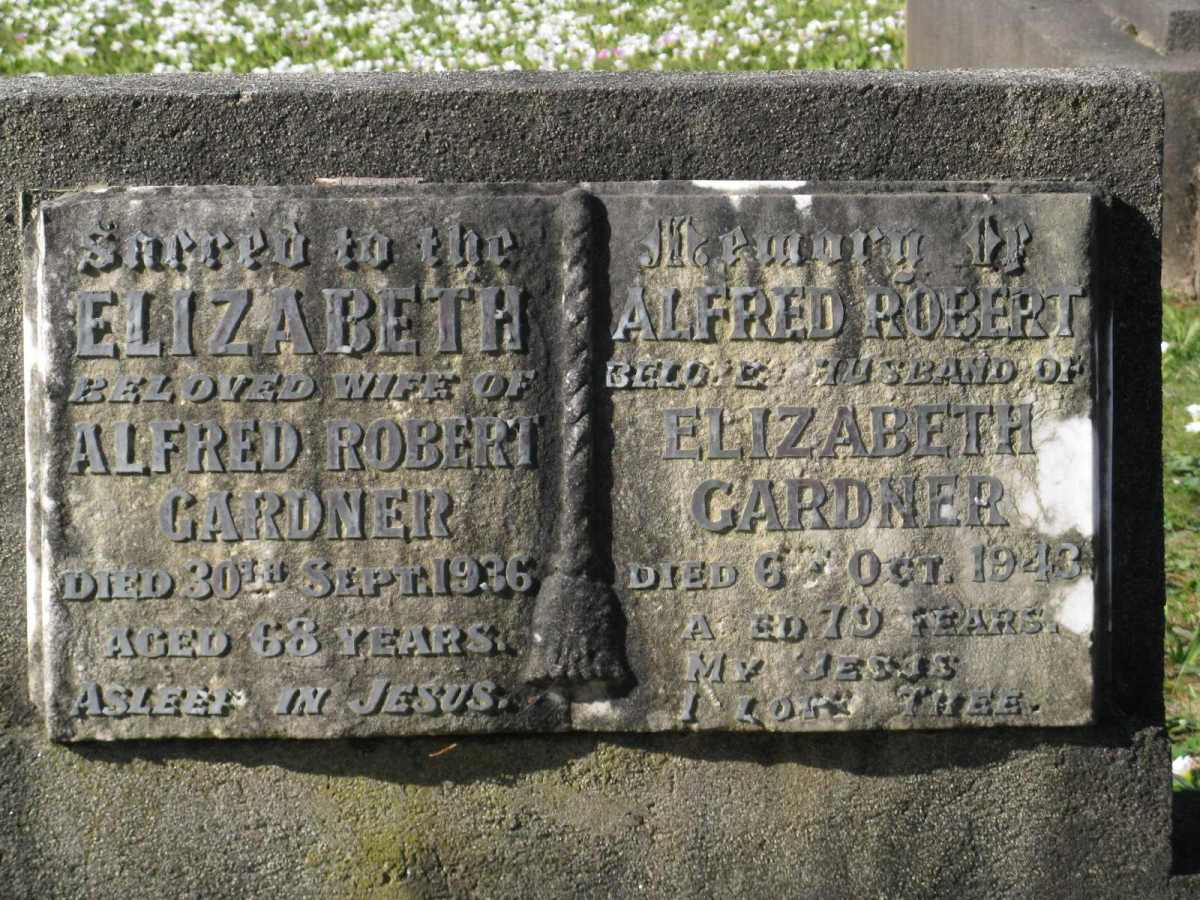 Sacred to the
ELIZABETH
BELOVED WIFE OF
ALFRED ROBERT
GARDNER
DIED 30TH SEPT. 1936
AGED 68 YEARS.
ASLEEP IN JESUS.
Memory Of
ALFRED ROBERT
HUSBAND OF
ELIZABETH
GARDNER
DIED 6 OCT. 1943
79 YEARS.
MY JESUS
I LOVE THEE.